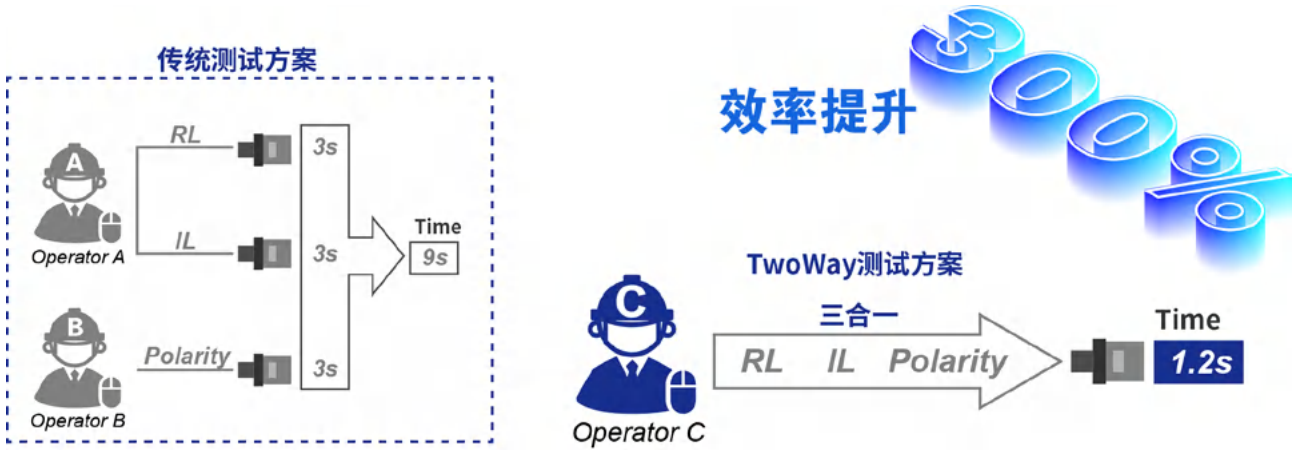 传统测试方案
A
RL
3s
Operator A
IL
3s
Time
9s
B
Polarity
3s
Operator B
效率提升
300%
TwoWay测试方案
C
三合一
RL IL Polarity
Time
1.2s
Operator C